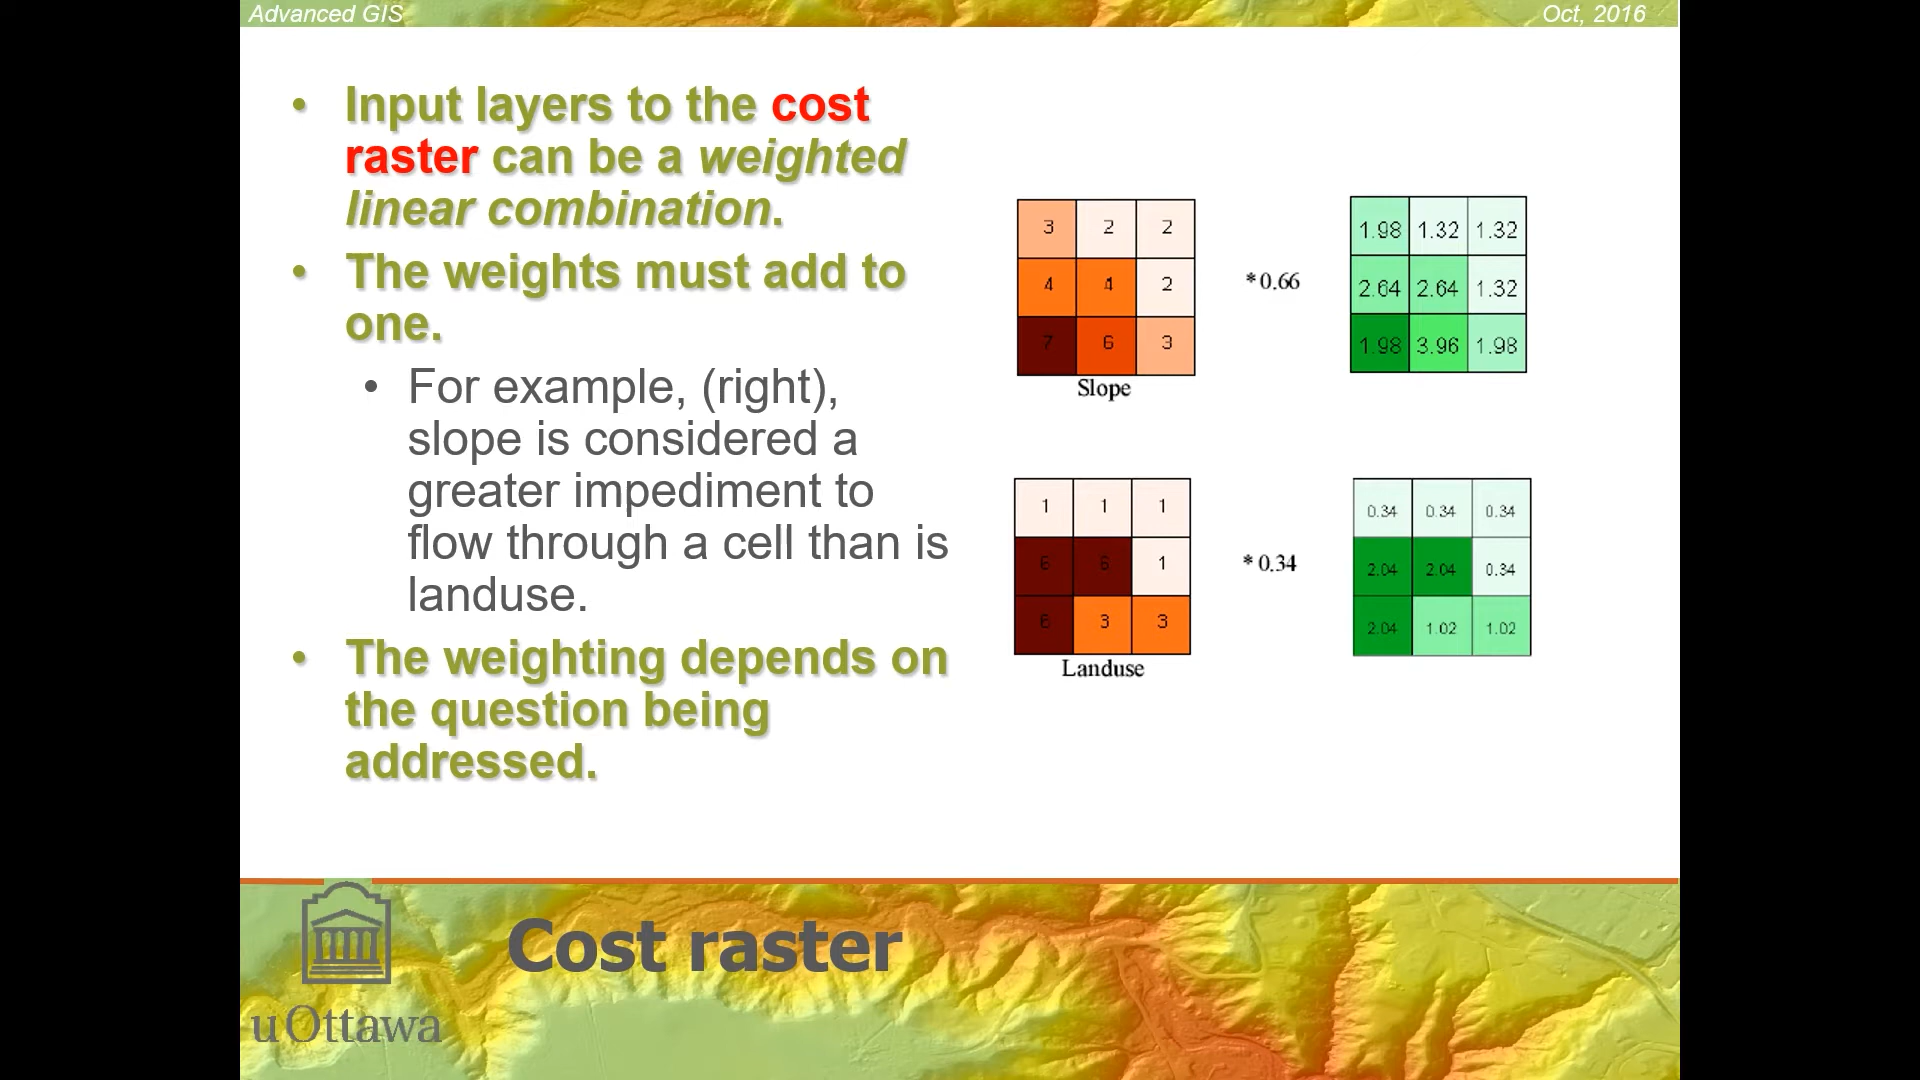 Advanced GIS
Oct, 2016
• Input layers to the cost
raster can be a weighted
linear combination.
• The weights must add to
one.
• For example, (right),
slope is considered a
greater impediment to
flow through a cell than is
landuse.
• The weighting depends on
the question being
addressed.
3 2 2
4 4 2
7 6 3
Slope
*0.66
1.98 1.32 1.32
2.64 2.64 1.32
1.98 3.96 1.98
1 1 1
6 6 1
6 3 3
Landuse
*0.34
0.34 0.34 0.34
2.04 2.04 0.34
2.04 1.02 1.02
Cost raster
uOttawa